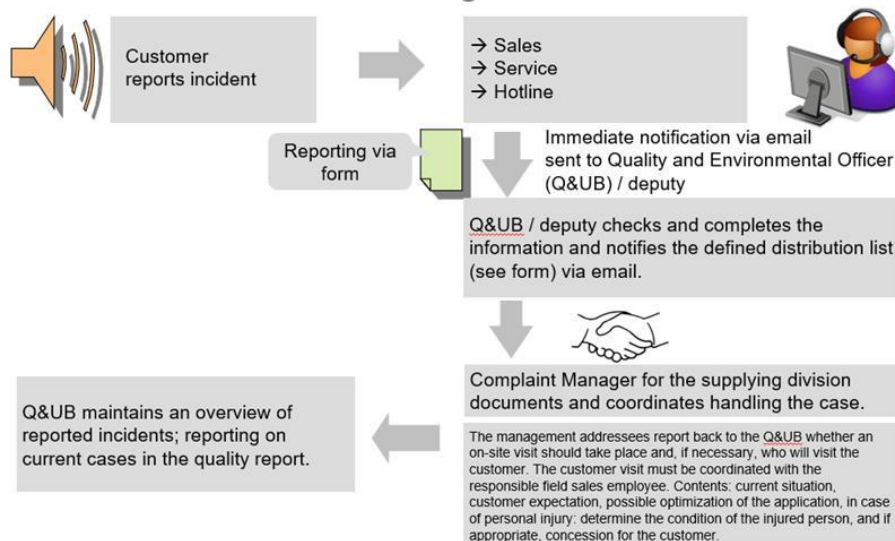 Customer
reports incident
→ Sales
→ Service
→ Hotline
Reporting via
form
Immediate notification via email
sent to Quality and Environmental Officer
(Q&UB) / deputy
Q&UB / deputy checks and completes the
information and notifies the defined distribution list
(see form) via email.
Complaint Manager for the supplying division
documents and coordinates handling the case.
The management addressees report back to the Q&UB whether an
on-site visit should take place and, if necessary, who will visit the
customer. The customer visit must be coordinated with the
responsible field sales employee. Contents: current situation,
customer expectation, possible optimization of the application, in case
of personal injury: determine the condition of the injured person, and if
appropriate, concession for the customer.
Q&UB maintains an overview of
reported incidents; reporting on
current cases in the quality report.